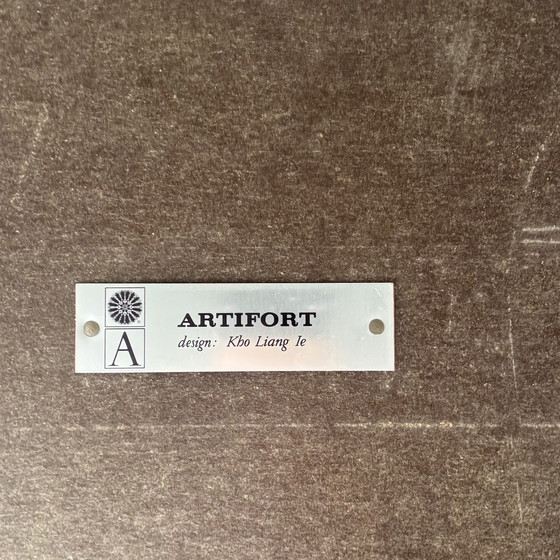 A
ARTIFORT
design: Kho Liang Ie